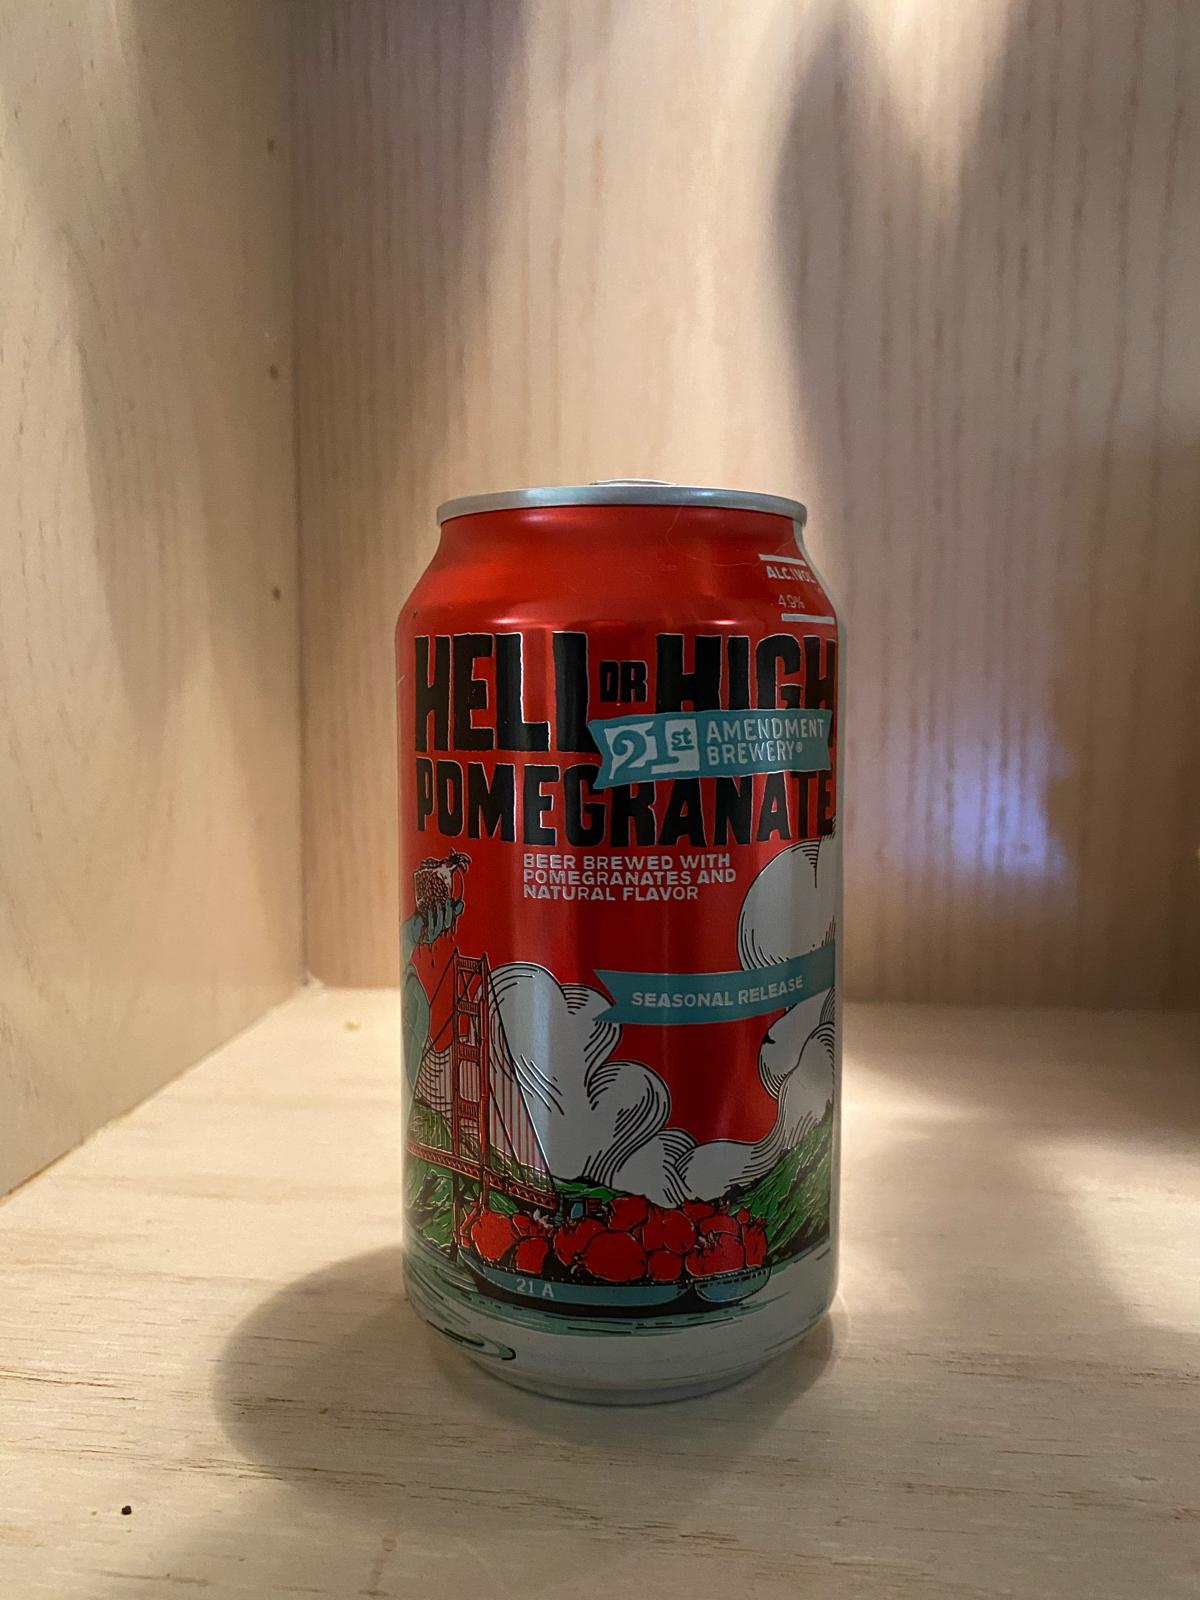 ALC./VOL
4.9%
HELL OR HIGH
21st AMENDMENT
BREWERY®
POMEGRANATE
BEER BREWED WITH
POMEGRANATES AND
NATURAL FLAVOR
SEASONAL RELEASE
21 A